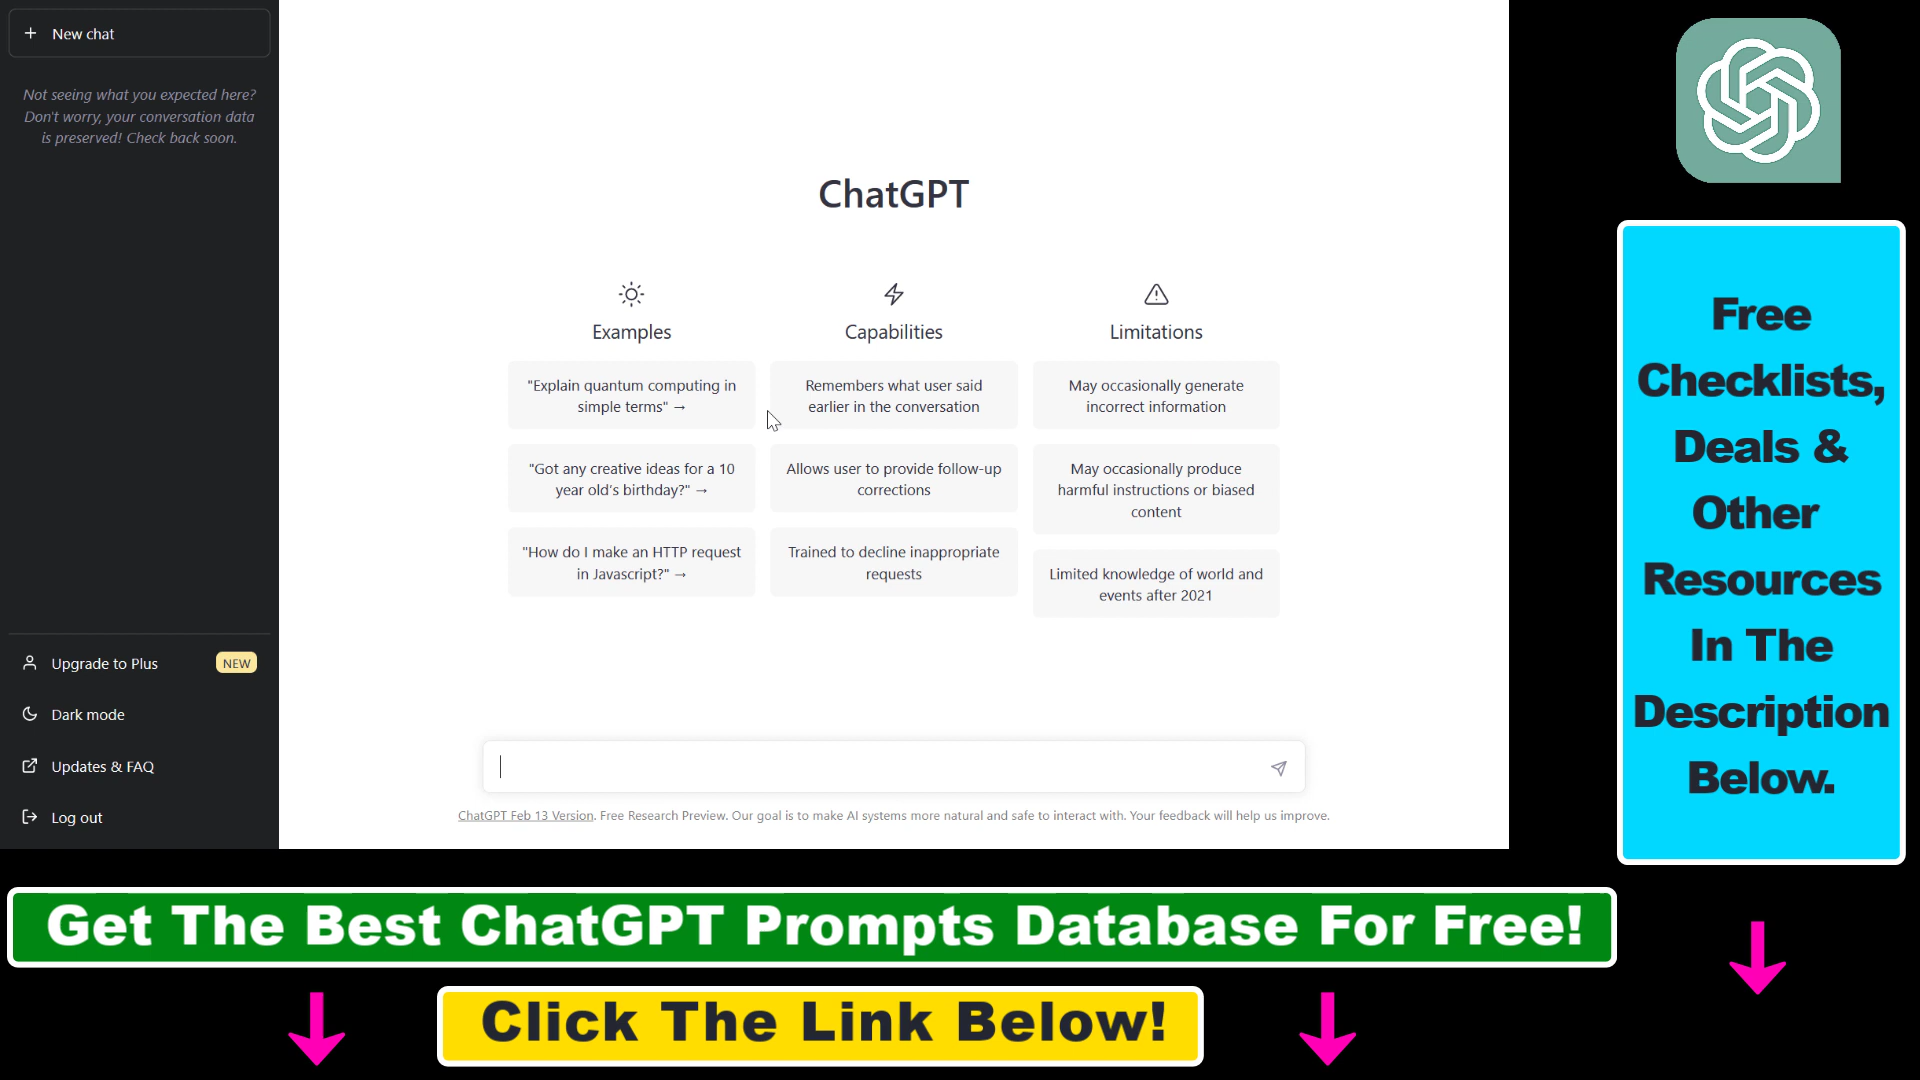 New chat
Not seeing what you expected here?
Don't worry, your conversation data
is preserved! Check back soon.
Upgrade to Plus
NEW
Dark mode
Updates & FAQ
Log out
ChatGPT
Examples
"Explain quantum computing in
simple terms" →
"Got any creative ideas for a 10
year old's birthday?" →
"How do I make an HTTP request
in Javascript?" →
Capabilities
Remembers what user said
earlier in the conversation
Allows user to provide follow-up
corrections
Trained to decline inappropriate
requests
Limitations
May occasionally generate
incorrect information
May occasionally produce
harmful instructions or biased
content
Limited knowledge of world and
events after 2021
ChatGPT Feb 13 Version. Free Research Preview. Our goal is to make AI systems more natural and safe to interact with. Your feedback will help us improve.
Free
Checklists,
Deals &
Other
Resources
In The
Description
Below.
Get The Best ChatGPT Prompts Database For Free!
Click The Link Below!